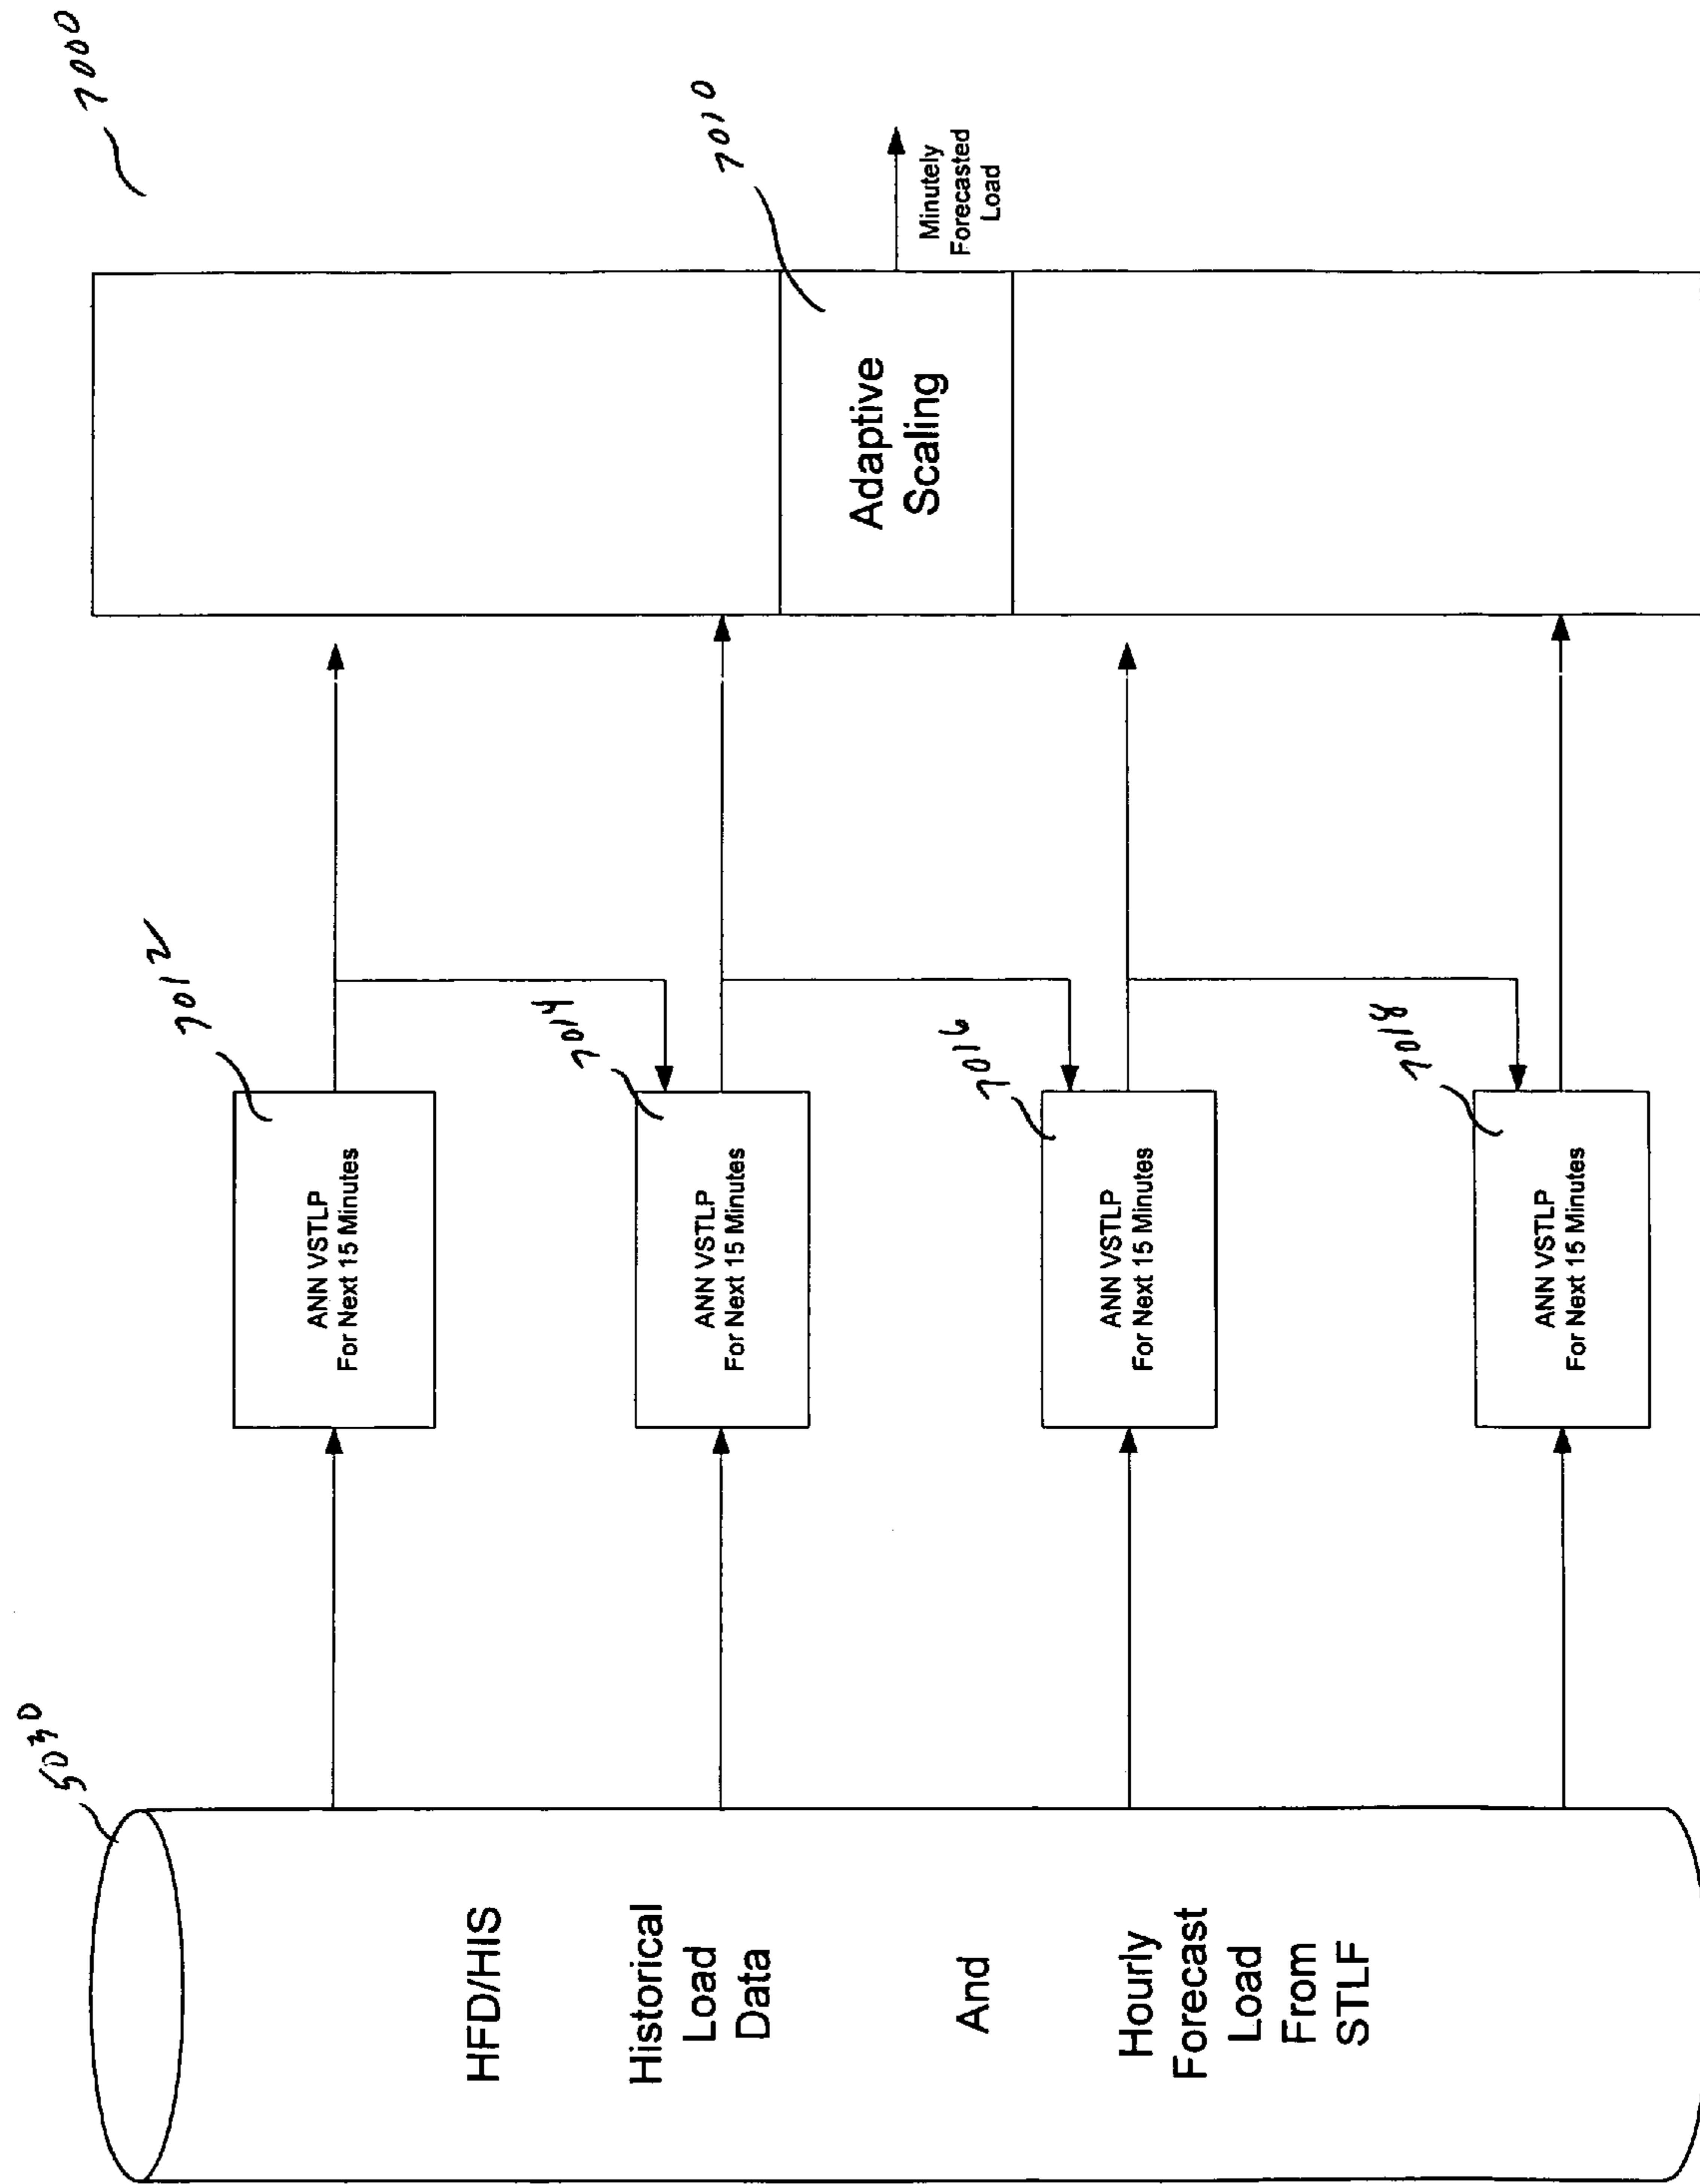 7000
7010
Minutely
Forecasted
Load
Adaptive
Scaling
7012
7014
7016
7018
ANN VSTLP
For Next 15 Minutes
ANN VSTLP
For Next 15 Minutes
ANN VSTLP
For Next 15 Minutes
ANN VSTLP
For Next 15 Minutes
5030
HFD/HIS
Historical
Load
Data
And
Hourly
Forecast
Load
From
STLF